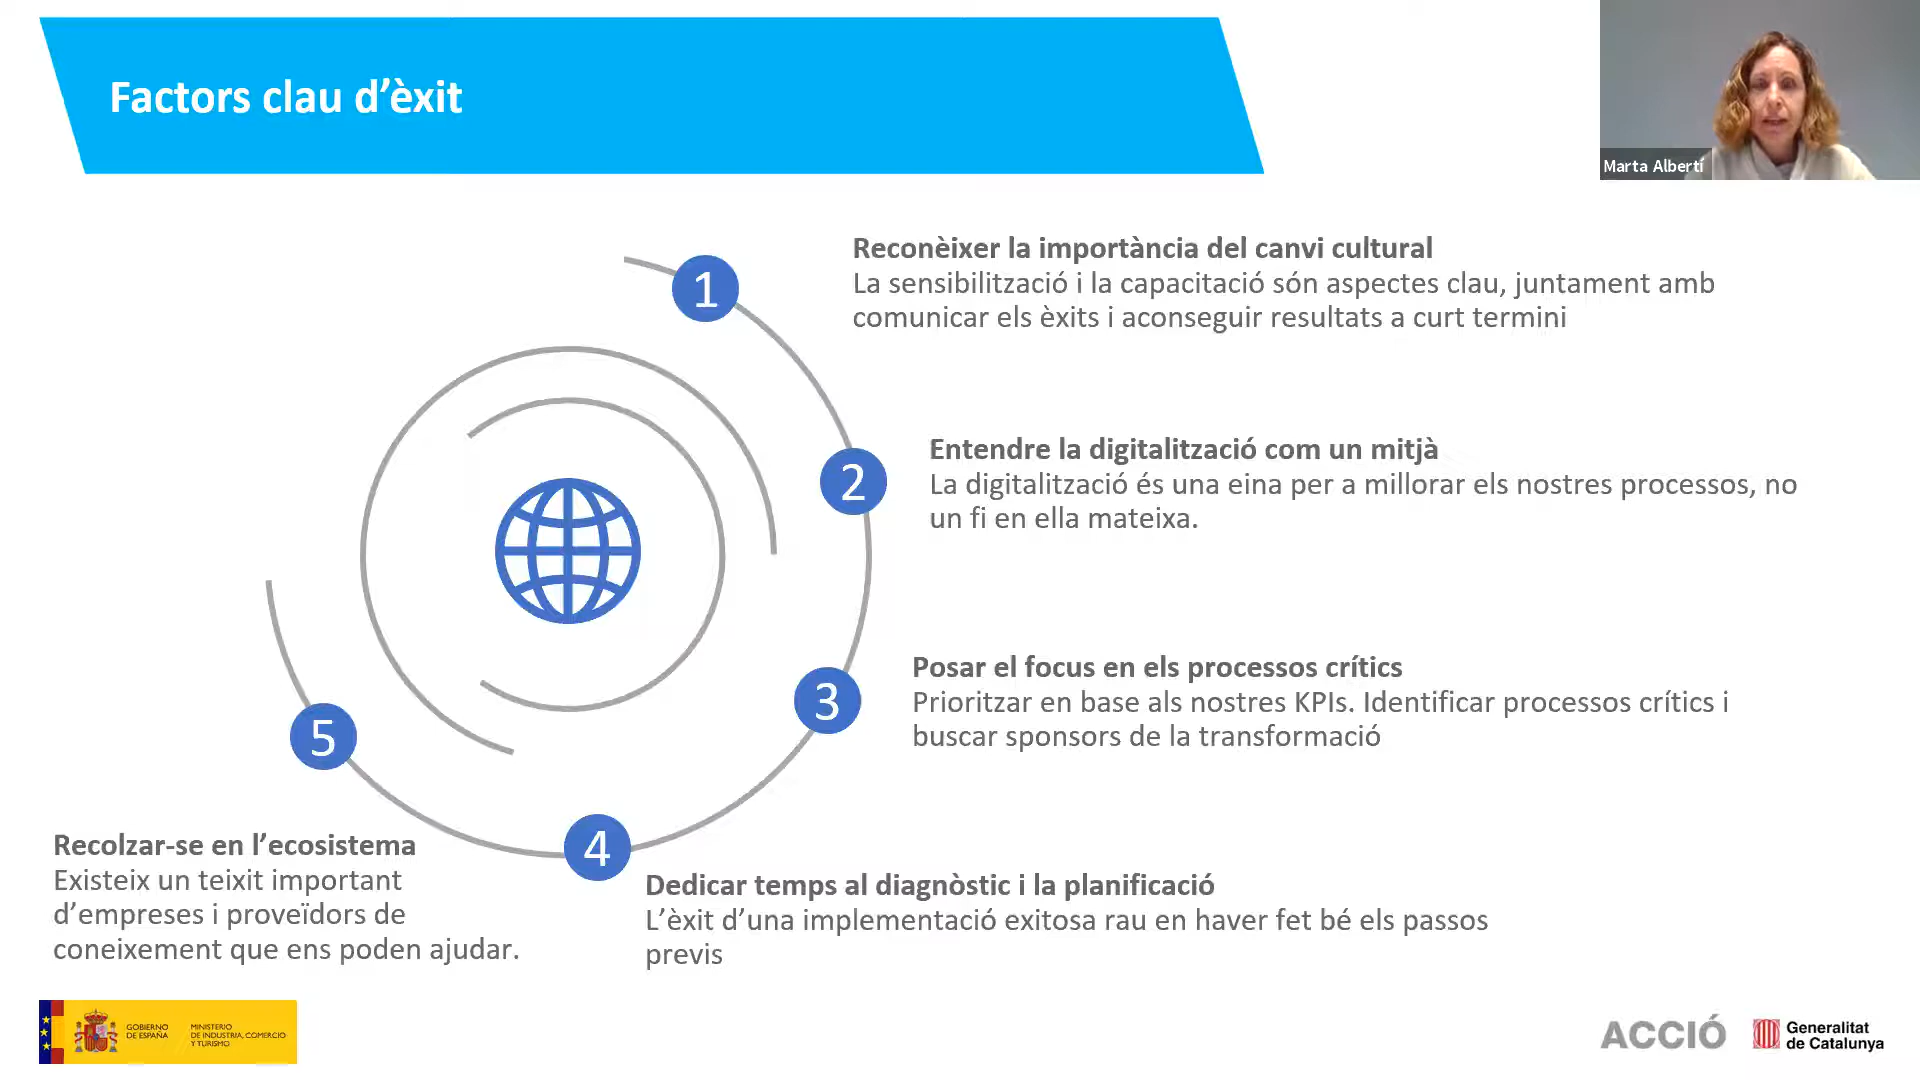 Factors clau d’èxit
Marta Albertí
1
Reconèixer la importància del canvi cultural
La sensibilització i la capacitació són aspectes clau, juntament amb
comunicar els èxits i aconseguir resultats a curt termini
2
Entendre la digitalització com un mitjà
La digitalització és una eina per a millorar els nostres processos, no
un fi en ella mateixa.
3
Posar el focus en els processos crítics
Prioritzar en base als nostres KPIs. Identificar processos crítics i
buscar sponsors de la transformació
4
Dedicar temps al diagnòstic i la planificació
L’èxit d’una implementació exitosa rau en haver fet bé els passos
previs
5
Recolzar-se en l’ecosistema
Existeix un teixit important
d’empreses i proveïdors de
coneixement que ens poden ajudar.
GOBIERNO
DE ESPAÑA
MINISTERIO
DE INDUSTRIA, COMERCIO
Y TURISMO
ACCIÓ
Generalitat
de Catalunya